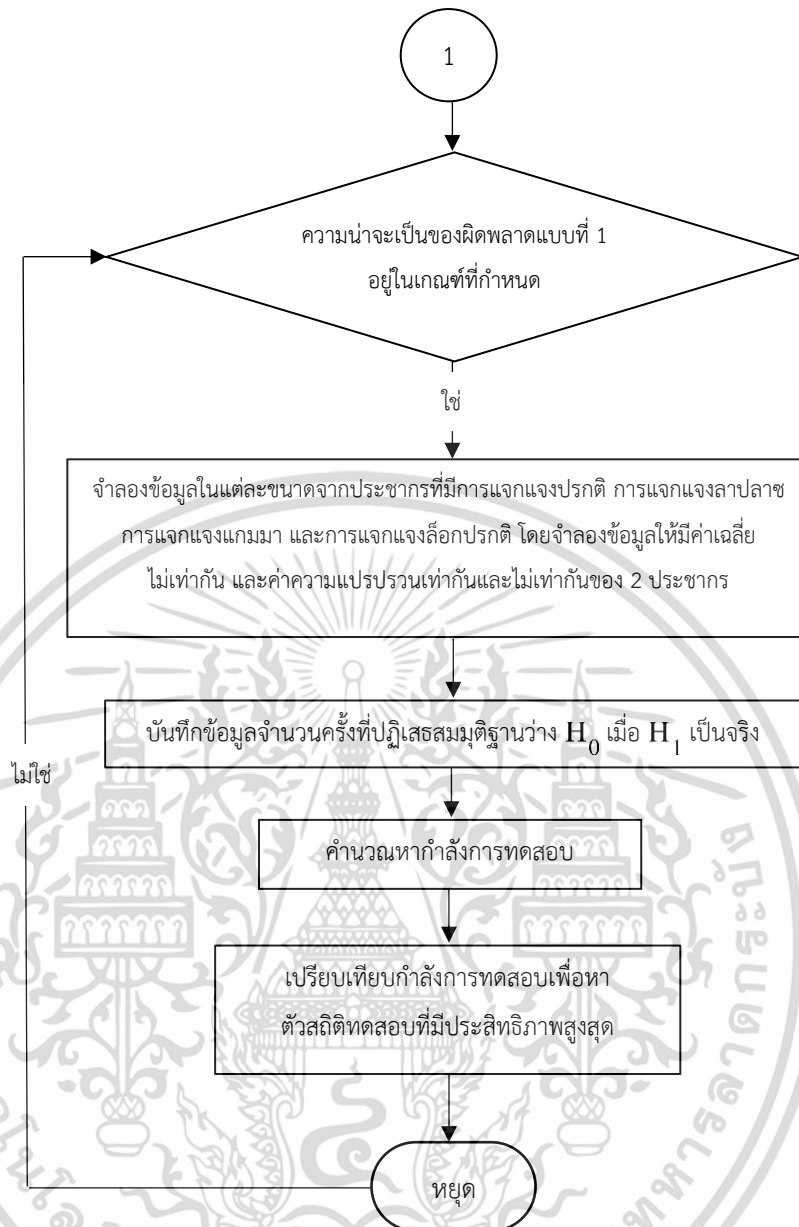 1
ความน่าจะเป็นของผิดพลาดแบบที่ 1
อยู่ในเกณฑ์ที่กำหนด
ใช่
จำลองข้อมูลในแต่ละขนาดจากประชากรที่มีการแจกแจงปรกติ การแจกแจงลาปลาซ
การแจกแจงแกมมา และการแจกแจงล็อกปรกติ โดยจำลองข้อมูลให้มีค่าเฉลี่ย
ไม่เท่ากัน และค่าความแปรปรวนเท่ากันและไม่เท่ากันของ 2 ประชากร
บันทึกข้อมูลจำนวนครั้งที่ปฏิเสธสมมุติฐานว่าง H₀ เมื่อ H₁ เป็นจริง
ไม่ใช่
คำนวณหากำลังการทดสอบ
เปรียบเทียบกำลังการทดสอบเพื่อหา
ตัวสถิติทดสอบที่มีประสิทธิภาพสูงสุด
หยุด
ทหารลาดกระบัง